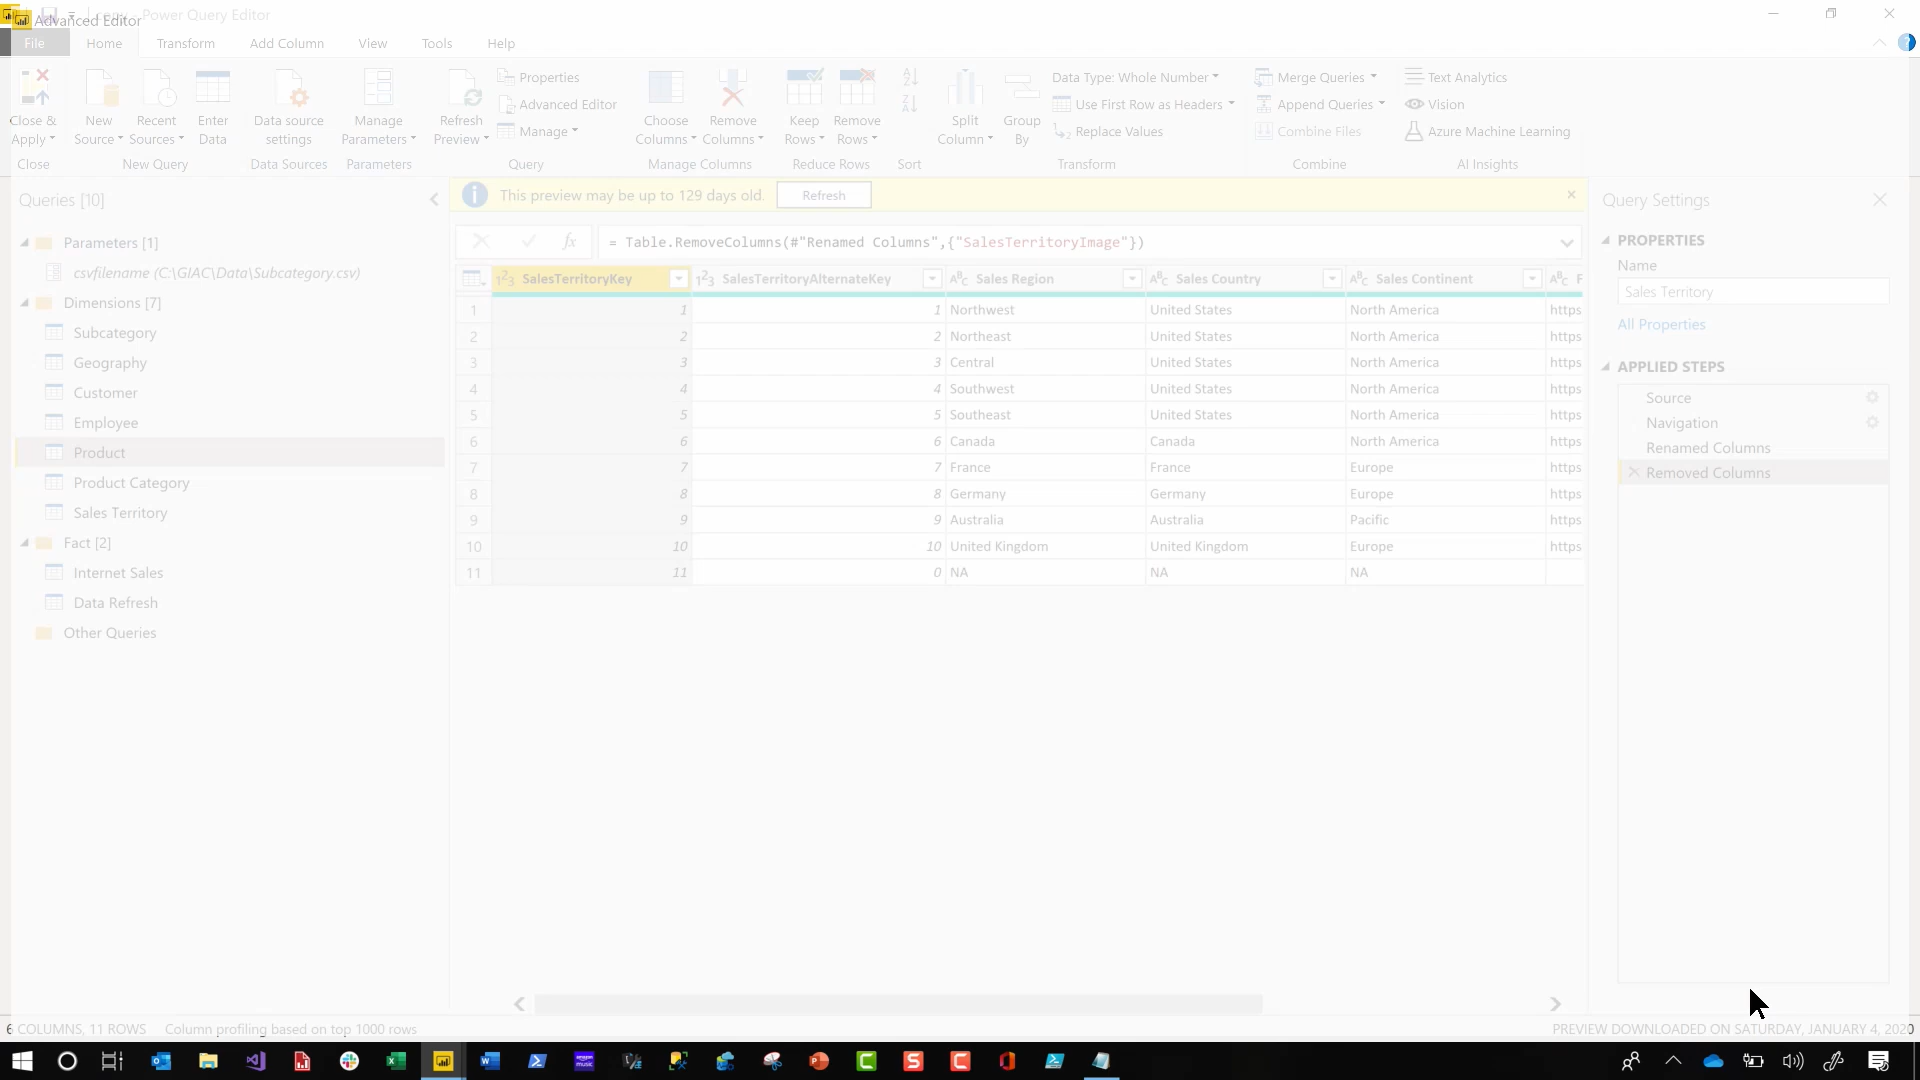 Advanced Editor
Power Query Editor
File Home Transform Add Column View Tools Help
Close & Apply
New Source
Recent Sources
Enter Data
Data source settings
Manage Parameters
Refresh Preview
Properties
Advanced Editor
Manage
Choose Columns
Remove Columns
Keep Rows
Remove Rows
Split Column
Group By
Data Type: Whole Number
Use First Row as Headers
Replace Values
Merge Queries
Append Queries
Combine Files
Text Analytics
Vision
Azure Machine Learning
Close New Query Data Sources Parameters Query Manage Columns Reduce Rows Sort Transform Combine AI Insights
Queries [10]
Parameters [1]
csvfilename (C:\GIAC\Data\Subcategory.csv)
Dimensions [7]
Subcategory
Geography
Customer
Employee
Product
Product Category
Sales Territory
Fact [2]
Internet Sales
Data Refresh
Other Queries
This preview may be up to 129 days old. Refresh
fx = Table.RemoveColumns(#"Renamed Columns",{"SalesTerritoryImage"})
SalesTerritoryKey SalesTerritoryAlternateKey Sales Region Sales Country Sales Continent F
1 1 1 Northwest United States North America https
2 2 2 Northeast United States North America https
3 3 3 Central United States North America https
4 4 4 Southwest United States North America https
5 5 5 Southeast United States North America https
6 6 6 Canada Canada North America https
7 7 7 France France Europe https
8 8 8 Germany Germany Europe https
9 9 9 Australia Australia Pacific https
10 10 10 United Kingdom United Kingdom Europe https
11 11 0 NA NA NA
Query Settings
PROPERTIES
Name
Sales Territory
All Properties
APPLIED STEPS
Source
Navigation
Renamed Columns
Removed Columns
6 COLUMNS, 11 ROWS Column profiling based on top 1000 rows
PREVIEW DOWNLOADED ON SATURDAY, JANUARY 4, 2020